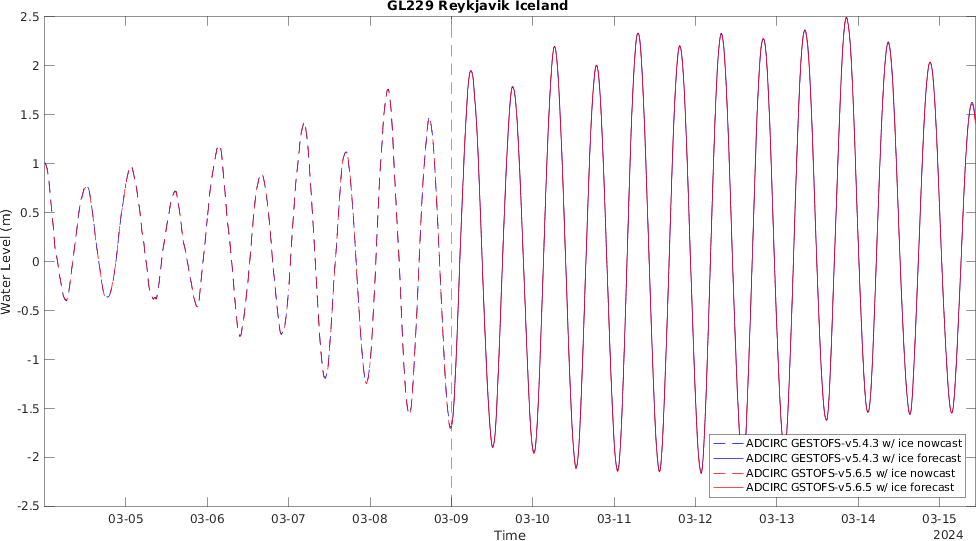 GL229 Reykjavik Iceland
2.5
2
1.5
1
0.5
0
-0.5
-1
-1.5
-2
-2.5
Water Level (m)
ADCIRC GESTOFS-v5.4.3 w/ ice nowcast
ADCIRC GESTOFS-v5.4.3 w/ ice forecast
ADCIRC GSTOFS-v5.6.5 w/ ice nowcast
ADCIRC GSTOFS-v5.6.5 w/ ice forecast
03-05 03-06 03-07 03-08 03-09 03-10 03-11 03-12 03-13 03-14 03-15
Time
2024